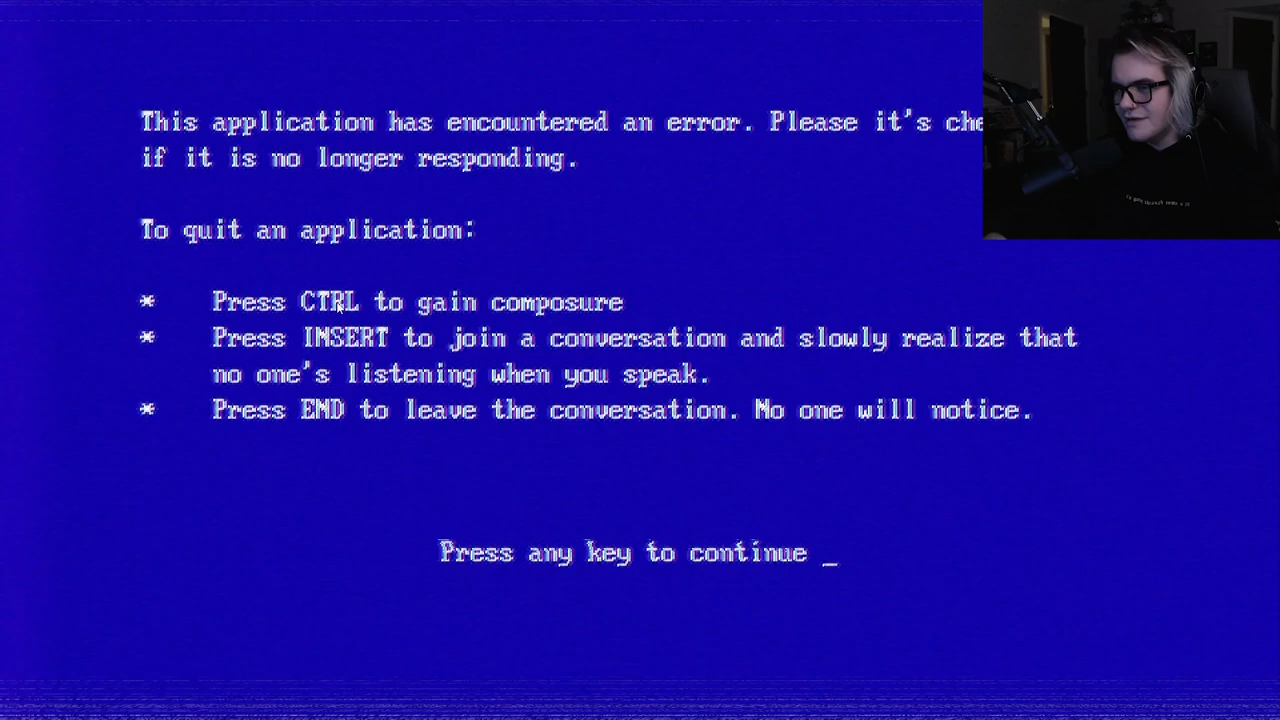 This application has encountered an error. Please it's
if it is no longer responding.
To quit an application:
* Press CTRL to gain composure
* Press INSERT to join a conversation and slowly realize that
no one's listening when you speak.
* Press END to leave the conversation. No one will notice.
Press any key to continue _